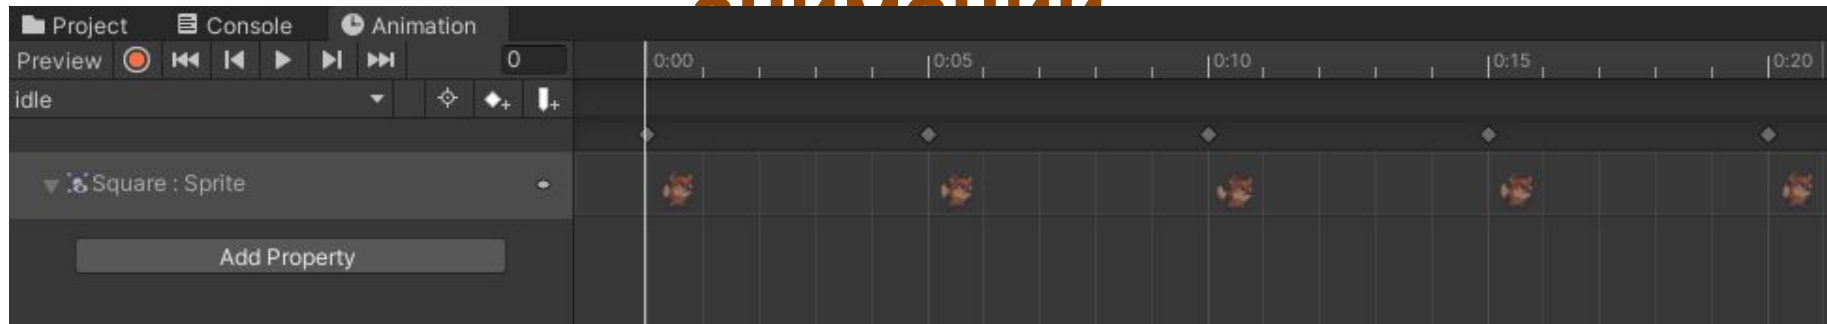 Project Console Animation
Preview 0 0:00 0:05 0:10 0:15 0:20
idle
Square : Sprite
Add Property